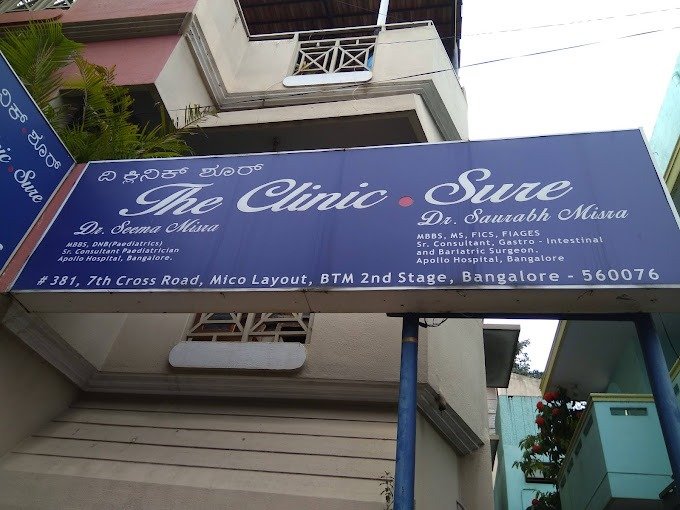 ದಿ ಕ್ಲಿನಿಕ್ ಶೂರ್
The Clinic . Sure
Dr. Seema Misra
MBBS, DNB(Paediatrics)
Sr. Consultant Paediatrician
Apollo Hospital, Bangalore.
Dr. Saurabh Misra
MBBS, MS, FICS, FIAGES
Sr. Consultant, Gastro - Intestinal
and Bariatric Surgeon.
Apollo Hospital, Bangalore
# 381, 7th Cross Road, Mico Layout, BTM 2nd Stage, Bangalore - 560076
ಶೂರ್
Sure